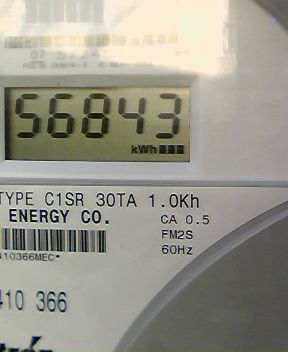 56843
kWh
TYPE C1SR 30TA 1.0Kh
ENERGY CO.
CA 0.5
FM2S
410366MEC*
60Hz
410 366